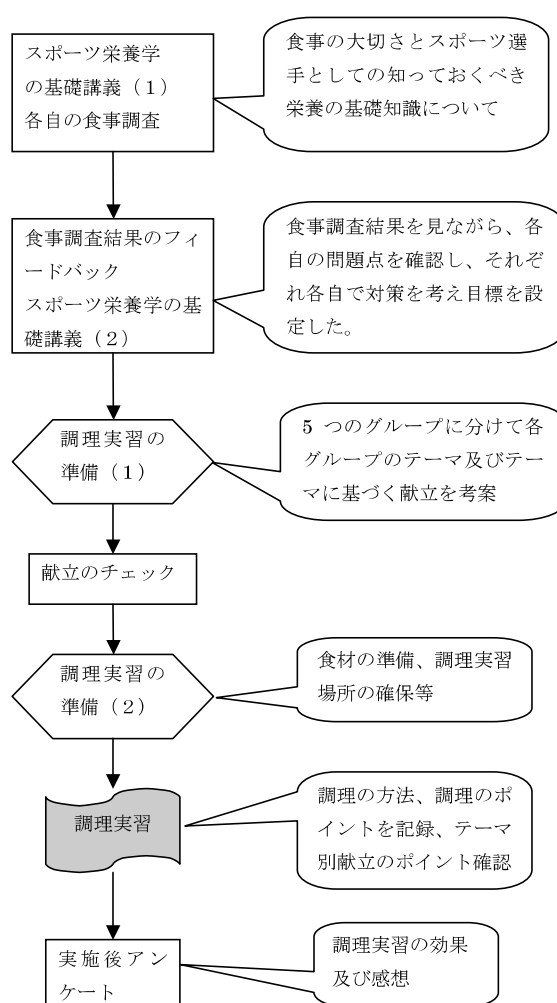 スポーツ栄養学
の基礎講義（１）
各自の食事調査
食事の大切さとスポーツ選
手としての知っておくべき
栄養の基礎知識について
食事調査結果のフィ
ードバック
スポーツ栄養学の基
礎講義（２）
食事調査結果を見ながら、各
自の問題点を確認し、それぞ
れ各自で対策を考え目標を設
定した。
調理実習の
準備（１）
5 つのグループに分けて各
グループのテーマ及びテー
マに基づく献立を考案
献立のチェック
調理実習の
準備（２）
食材の準備、調理実習
場所の確保等
調理実習
調理の方法、調理のポ
イントを記録、テーマ
別献立のポイント確認
実施後アン
ケート
調理実習の効果
及び感想